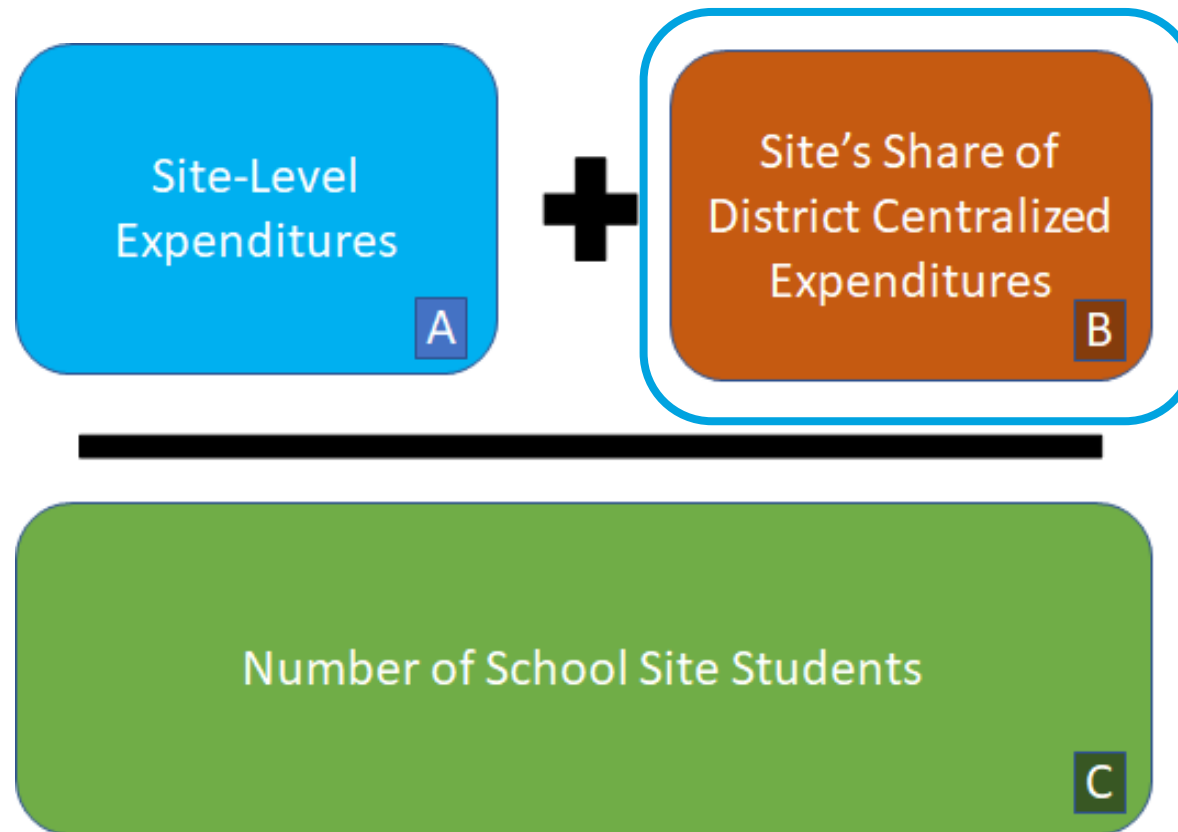 Site-Level
Expenditures
A
Site’s Share of
District Centralized
Expenditures
B
Number of School Site Students
C